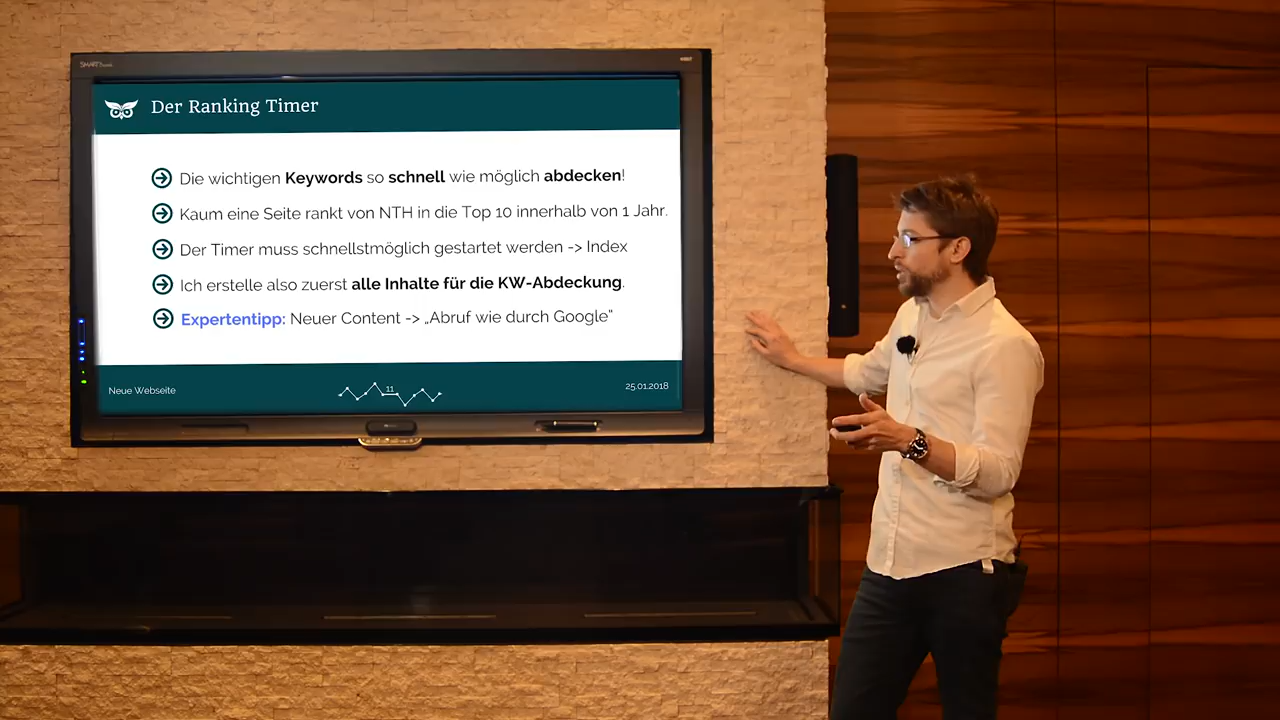 SMART
Der Ranking Timer
Die wichtigen Keywords so schnell wie möglich abdecken!
Kaum eine Seite rankt von NTH in die Top 10 innerhalb von 1 Jahr.
Der Timer muss schnellstmöglich gestartet werden -> Index
Ich erstelle also zuerst alle Inhalte für die KW-Abdeckung.
Expertentipp: Neuer Content -> „Abruf wie durch Google”
Neue Webseite
11
25.01.2018